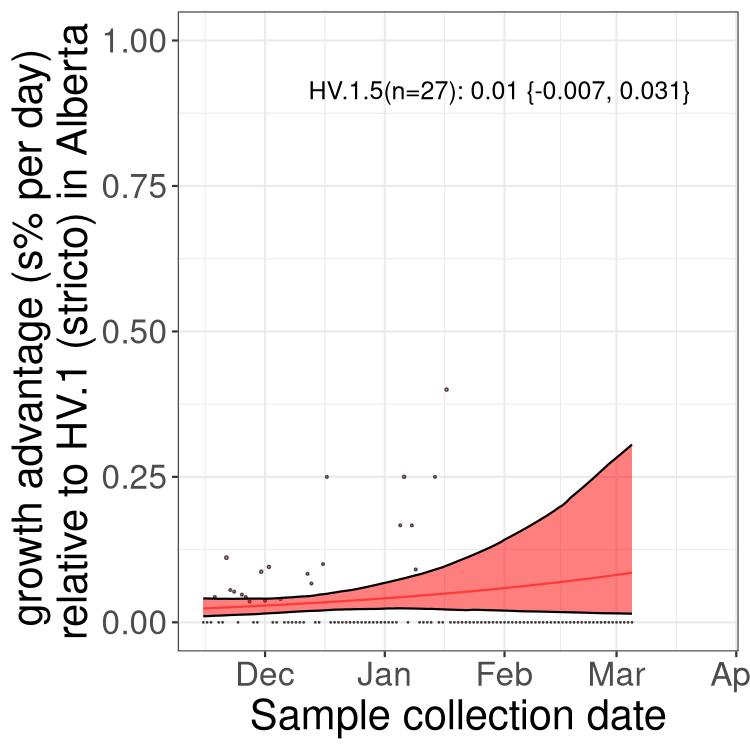 growth advantage (s% per day)
relative to HV.1 (stricto) in Alberta
1.00
0.75
0.50
0.25
0.00
HV.1.5(n=27): 0.01 {-0.007, 0.031}
Dec Jan Feb Mar Ap
Sample collection date